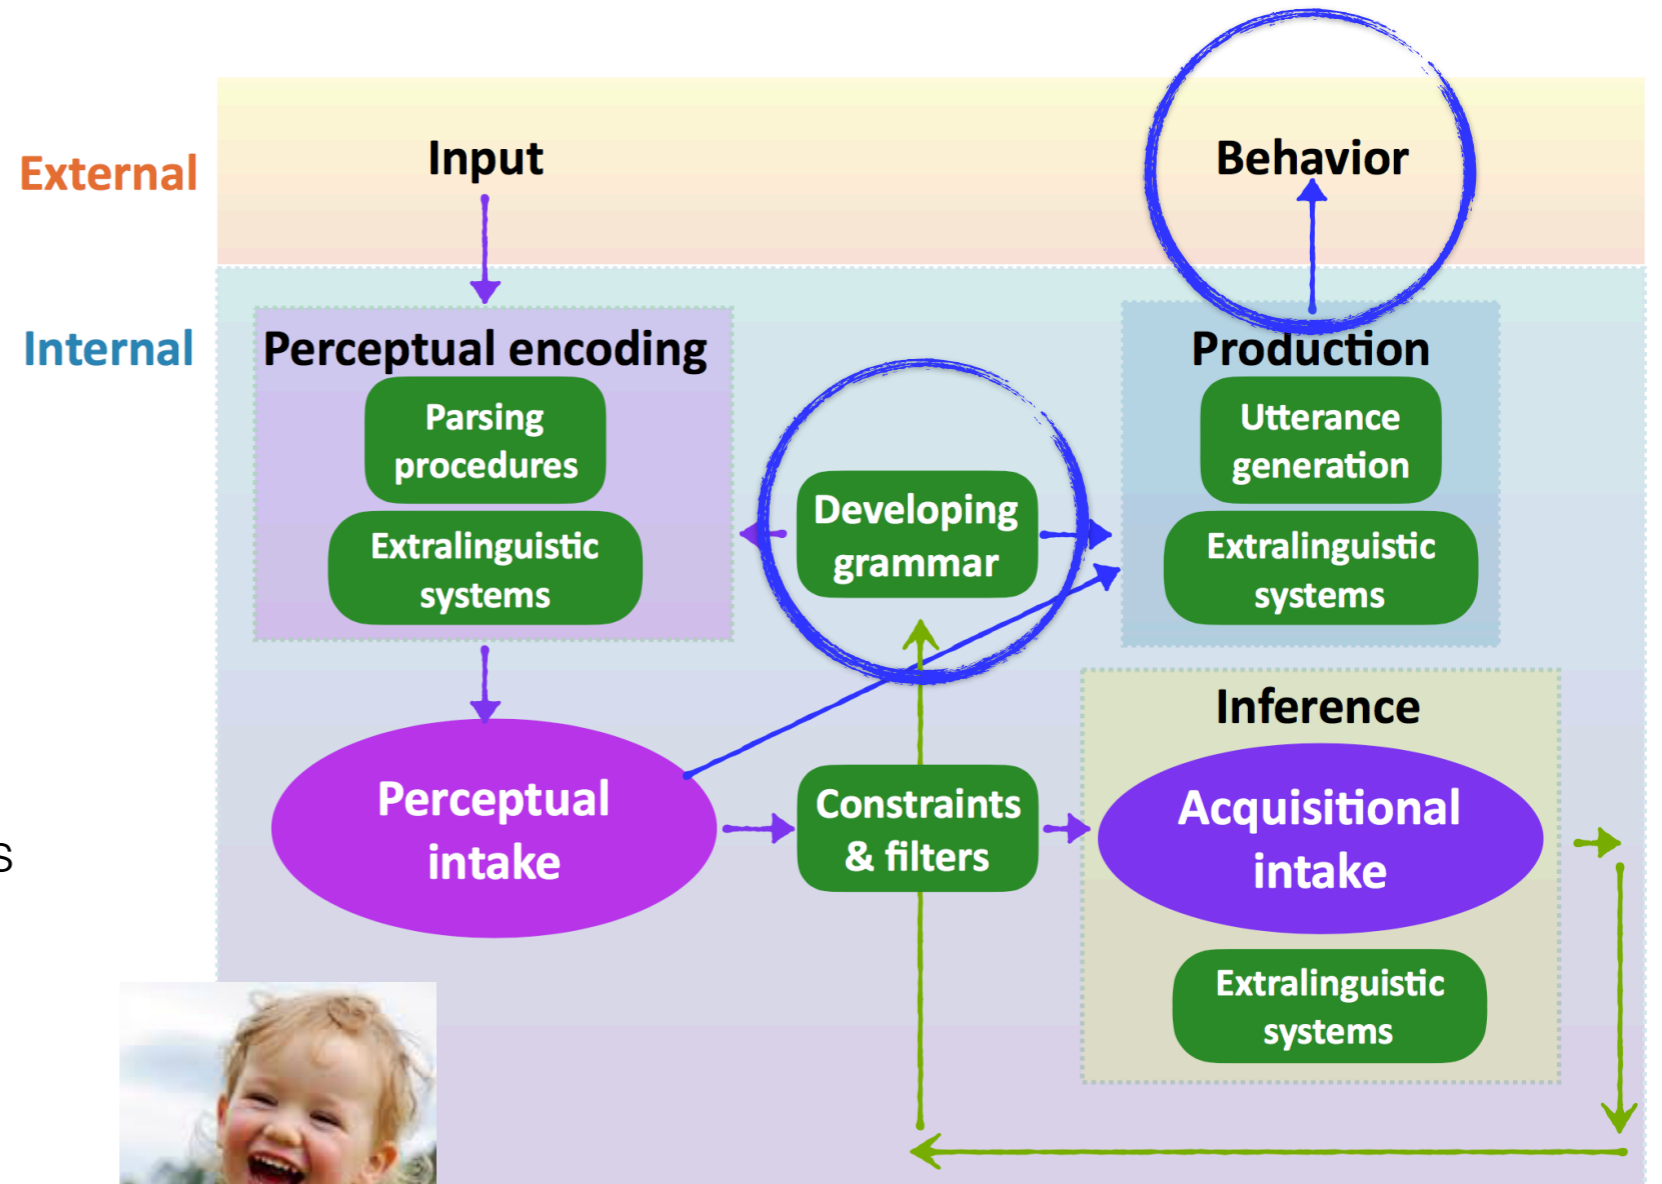 External
Input
Behavior
Internal
Perceptual encoding
Parsing
procedures
Extralinguistic
systems
Developing
grammar
Production
Utterance
generation
Extralinguistic
systems
Perceptual
intake
Constraints
& filters
Inference
Acquisitional
intake
Extralinguistic
systems
s